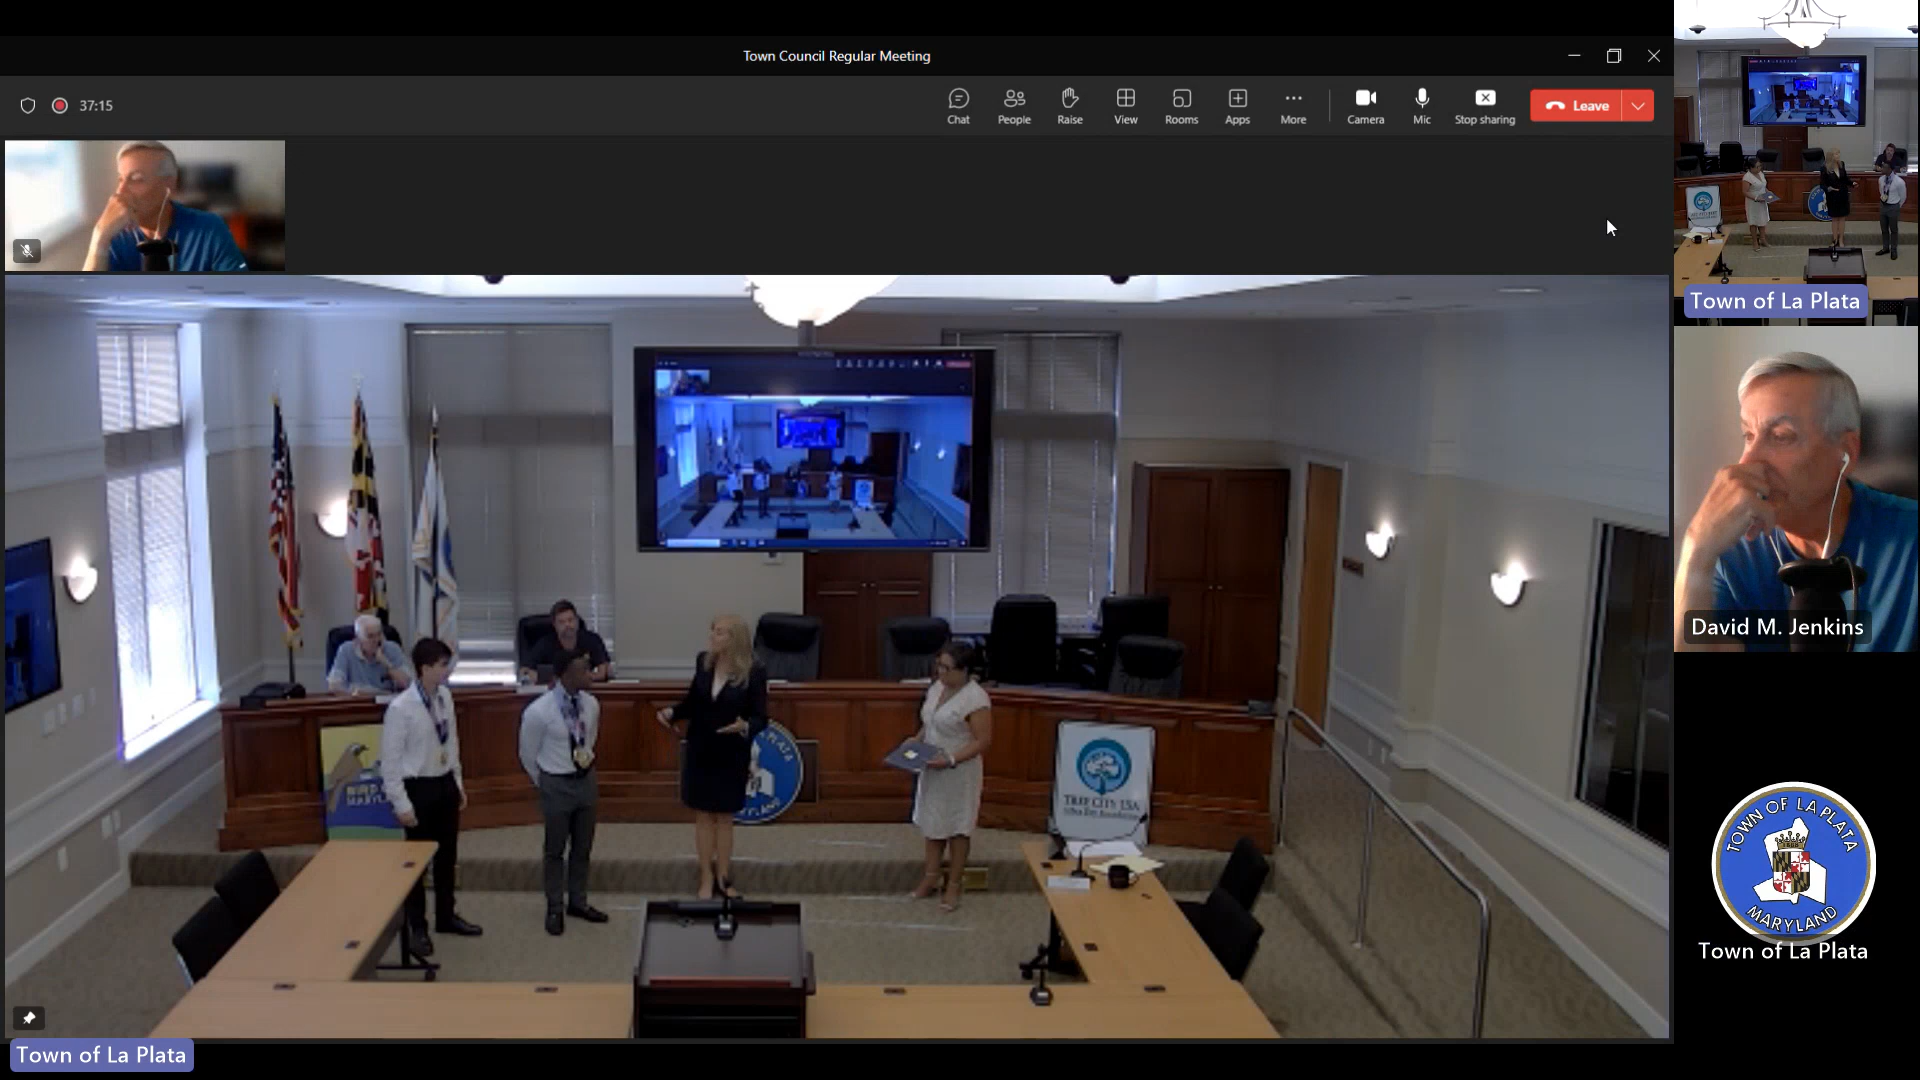 Town Council Regular Meeting
37:15
Chat
People
Raise
View
Rooms
Apps
More
Camera
Mic
Stop sharing
Leave
Town of La Plata
David M. Jenkins
TREE CITY USA
TOWN OF LA PLATA
MARYLAND
Town of La Plata
Town of La Plata